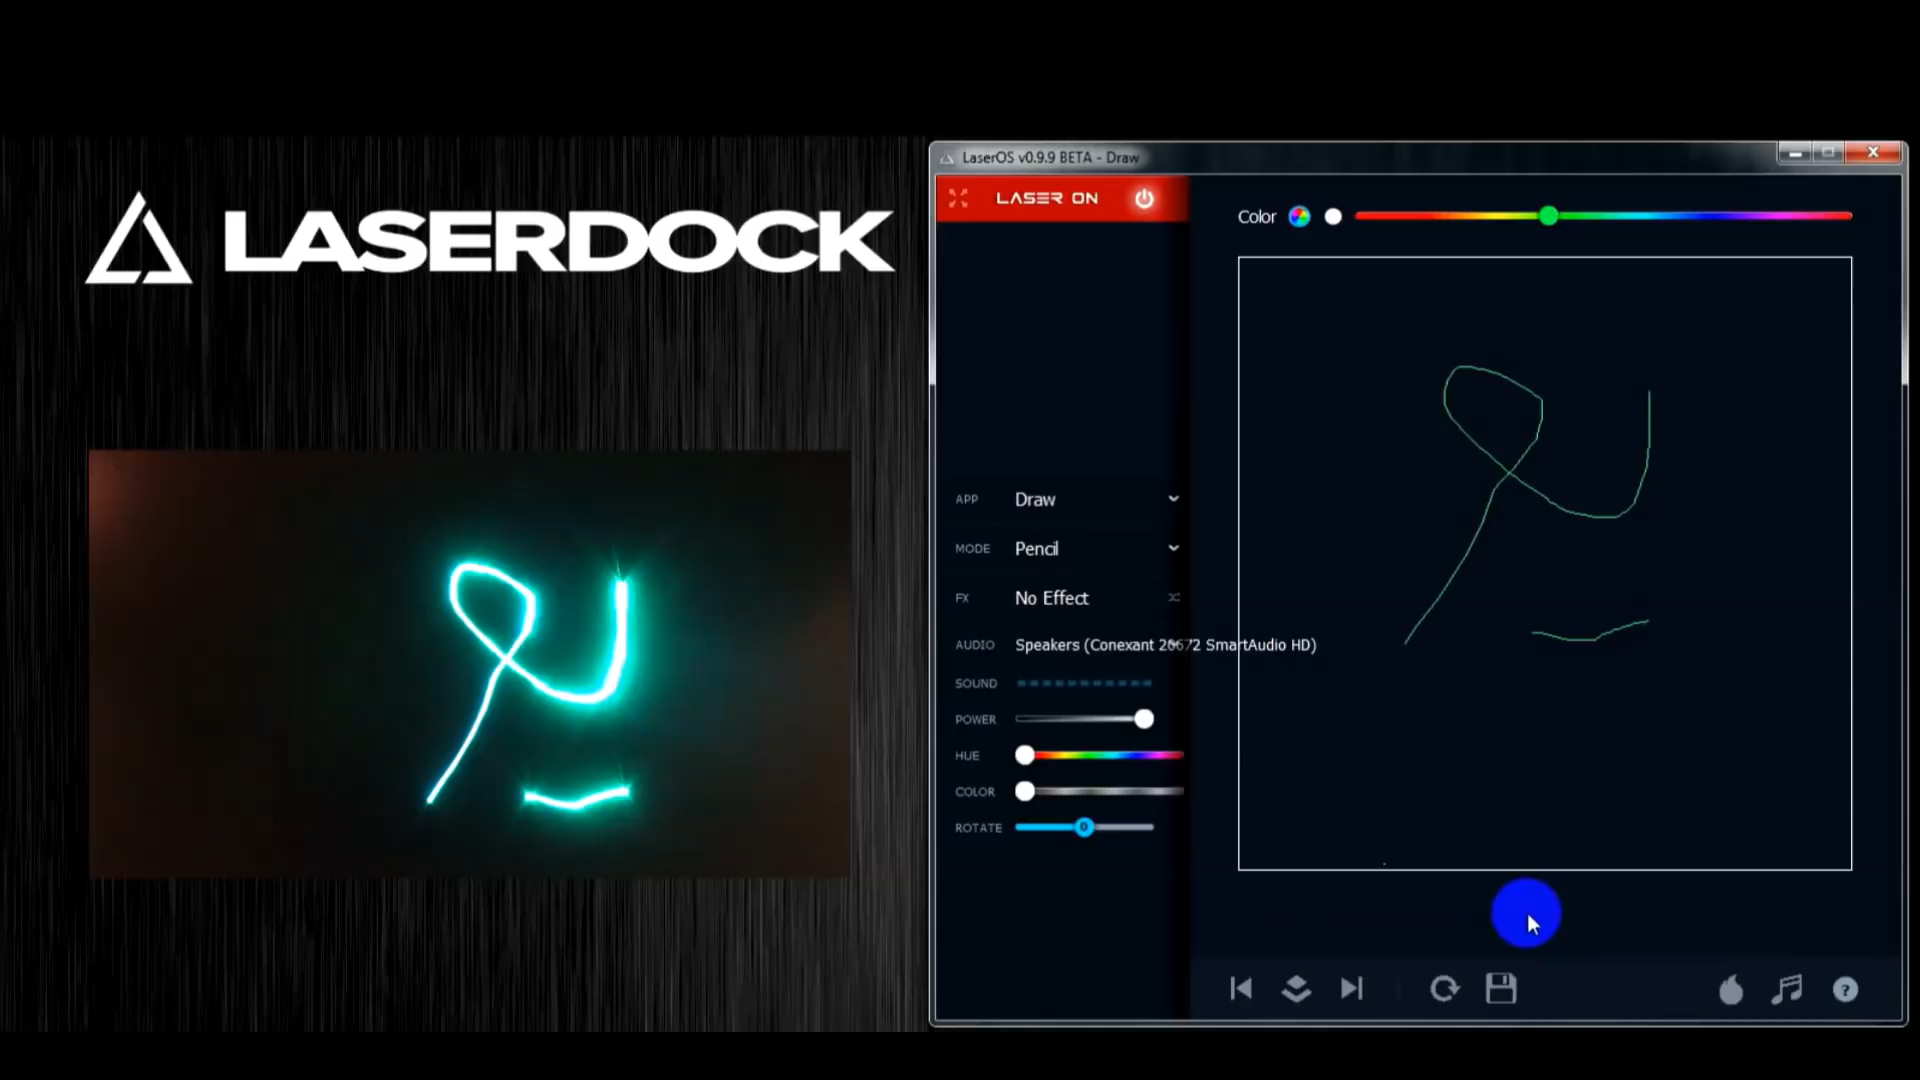 LASERDOCK
LaserOS v0.9.9 BETA - Draw
LASER ON
Color
APP Draw
MODE Pencil
FX No Effect
AUDIO Speakers (Conexant 20672 SmartAudio HD)
SOUND
POWER
HUE
COLOR
ROTATE 0
?